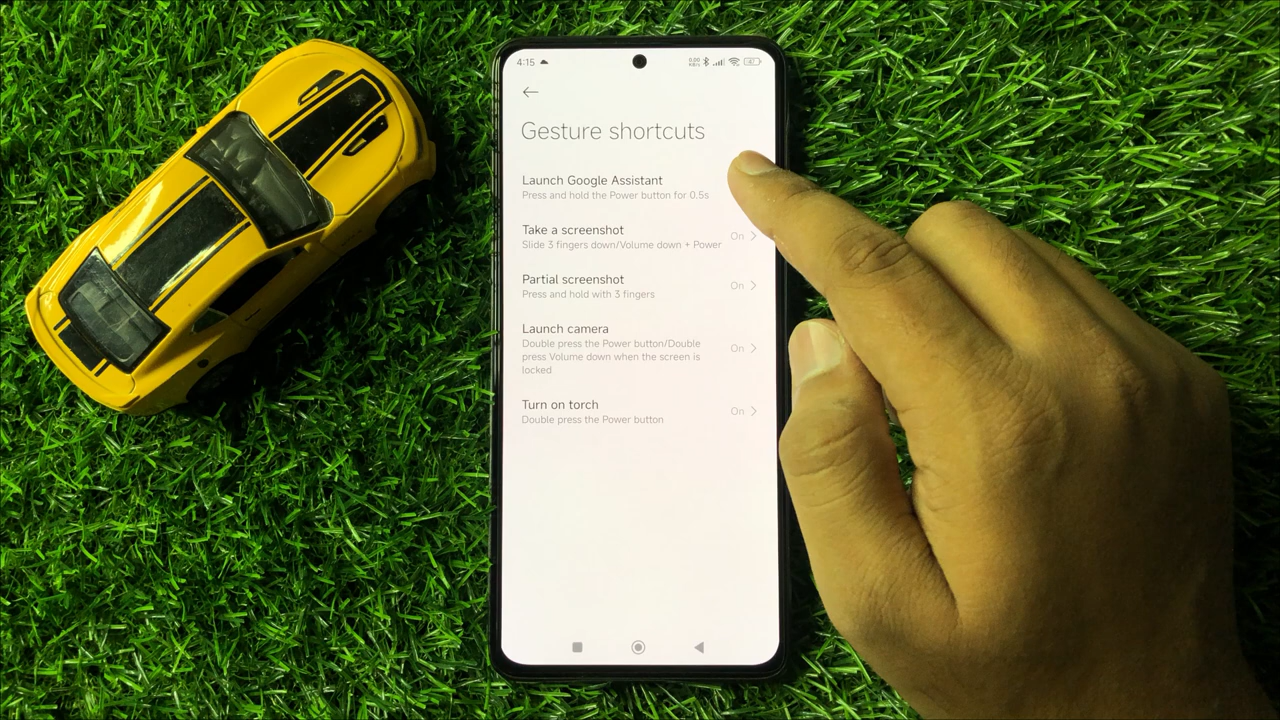 4:15
Gesture shortcuts
Launch Google Assistant
Press and hold the Power button for 0.5s
Take a screenshot
Slide 3 fingers down/Volume down + Power
On
Partial screenshot
Press and hold with 3 fingers
On
Launch camera
Double press the Power button/Double
press Volume down when the screen is
locked
On
Turn on torch
Double press the Power button
On